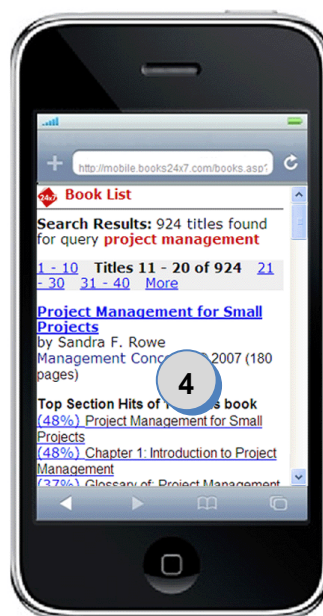 http://mobile.books24x7.com/books.asp?
24x7 Book List
Search Results: 924 titles found
for query project management
1 - 10 Titles 11 - 20 of 924 21
- 30 31 - 40 More
Project Management for Small
Projects
by Sandra F. Rowe
Management 2007 (180
pages)
4
Top Section Hits of book
(48%) Project Management for Small
Projects
(48%) Chapter 1: Introduction to Project
Management
(37%) Glossary of: Project Management